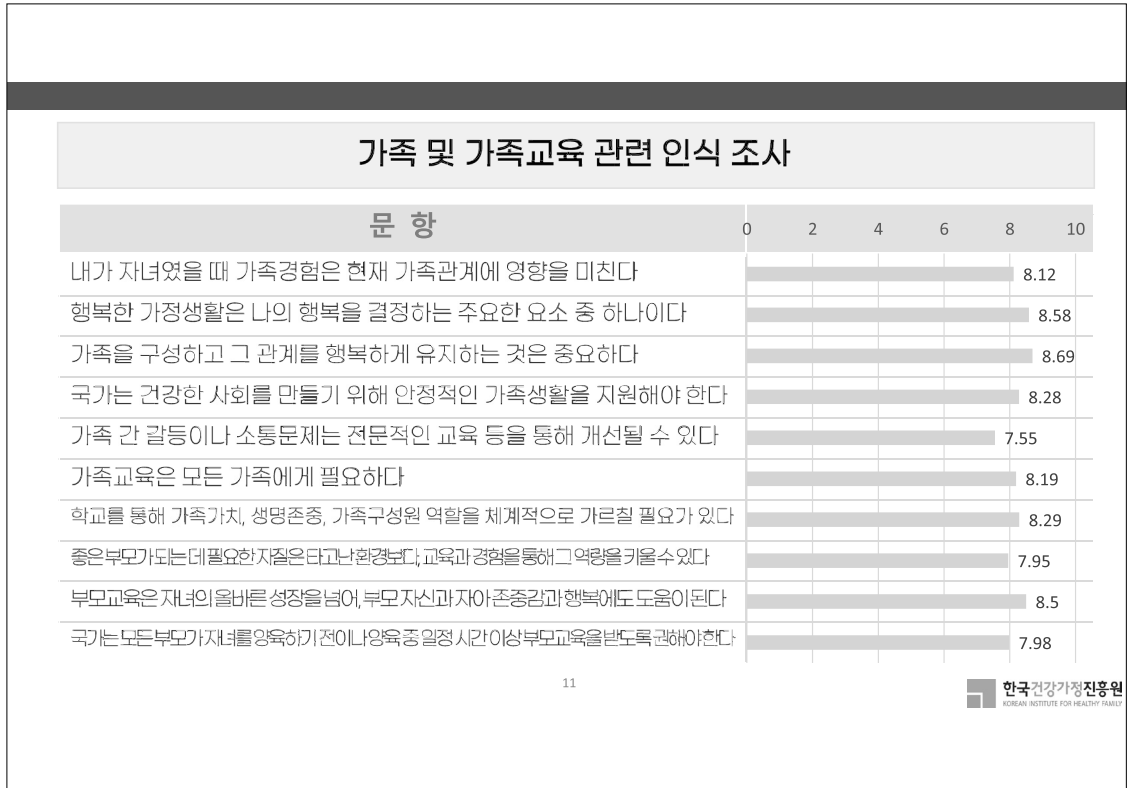 가족 및 가족교육 관련 인식 조사
문 항 0 2 4 6 8 10
내가 자녀였을 때 가족경험은 현재 가족관계에 영향을 미친다 8.12
행복한 가정생활은 나의 행복을 결정하는 주요한 요소 중 하나이다 8.58
가족을 구성하고 그 관계를 행복하게 유지하는 것은 중요하다 8.69
국가는 건강한 사회를 만들기 위해 안정적인 가족생활을 지원해야 한다 8.28
가족 간 갈등이나 소통문제는 전문적인 교육 등을 통해 개선될 수 있다 7.55
가족교육은 모든 가족에게 필요하다 8.19
학교를 통해 가족가치, 생명존중, 가족구성원 역할을 체계적으로 가르칠 필요가 있다 8.29
좋은 부모가 되는 데 필요한 자질은 타고난 환경보다, 교육과 경험을 통해 그 역량을 키울 수 있다 7.95
부모교육은 자녀의 올바른 성장을 넘어, 부모 자신과 자아 존중감과 행복에도 도움이 된다 8.5
국가는 모든 부모가 자녀를 양육하기 전이나 양육 중 일정 시간 이상 부모교육을 받도록 권해야 한다 7.98
11
한국건강가정진흥원
KOREAN INSTITUTE FOR HEALTHY FAMILY